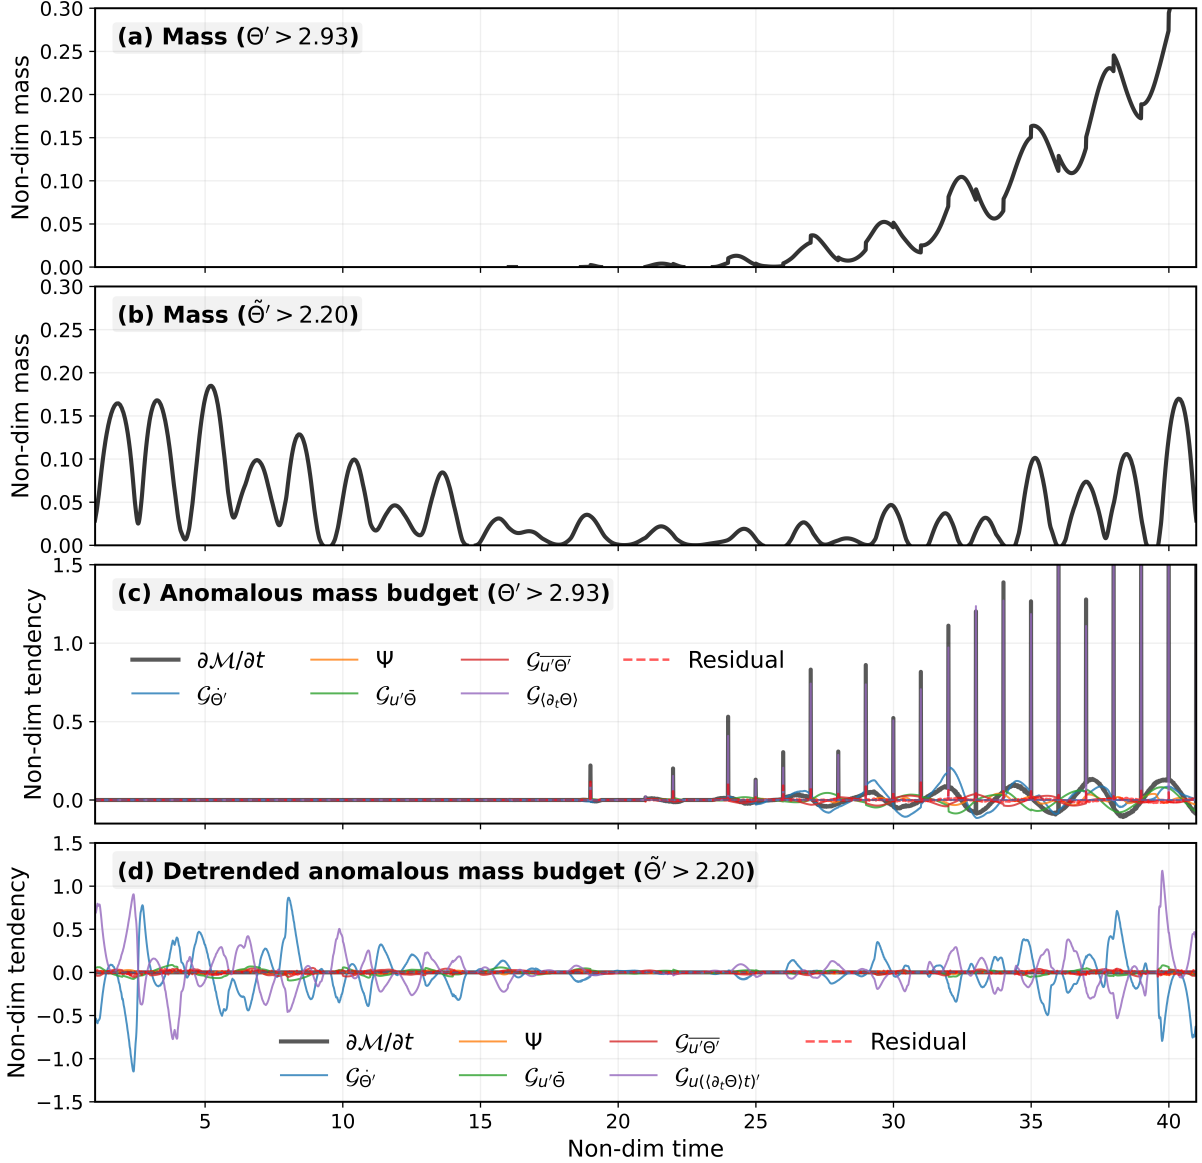 (a) Mass (Θ′ > 2.93)
Non-dim mass
0.30
0.25
0.20
0.15
0.10
0.05
0.00
(b) Mass (Θ̃′ > 2.20)
Non-dim mass
0.30
0.25
0.20
0.15
0.10
0.05
0.00
(c) Anomalous mass budget (Θ′ > 2.93)
Non-dim tendency
1.5
1.0
0.5
0.0
∂ℳ/∂t Ψ 𝒢_{\overline{u′Θ′}} Residual
𝒢_{Θ̇′} 𝒢_{u′Θ̄} 𝒢_{⟨∂ₜΘ⟩}
(d) Detrended anomalous mass budget (Θ̃′ > 2.20)
Non-dim tendency
1.5
1.0
0.5
0.0
−0.5
−1.0
−1.5
∂ℳ/∂t Ψ 𝒢_{\overline{u′Θ′}} Residual
𝒢_{Θ̇′} 𝒢_{u′Θ̄} 𝒢_{u(⟨∂ₜΘ⟩t)′}
5 10 15 20 25 30 35 40
Non-dim time